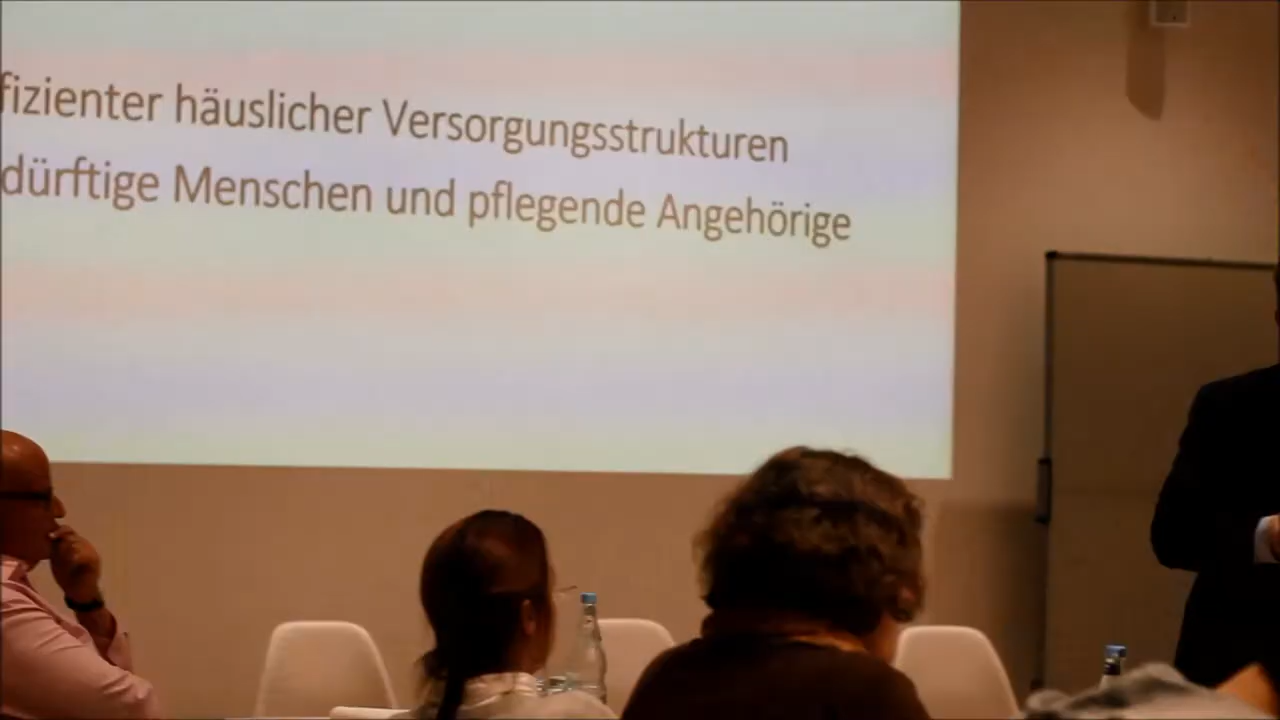 fizienter häuslicher Versorgungsstrukturen
dürftige Menschen und pflegende Angehörige